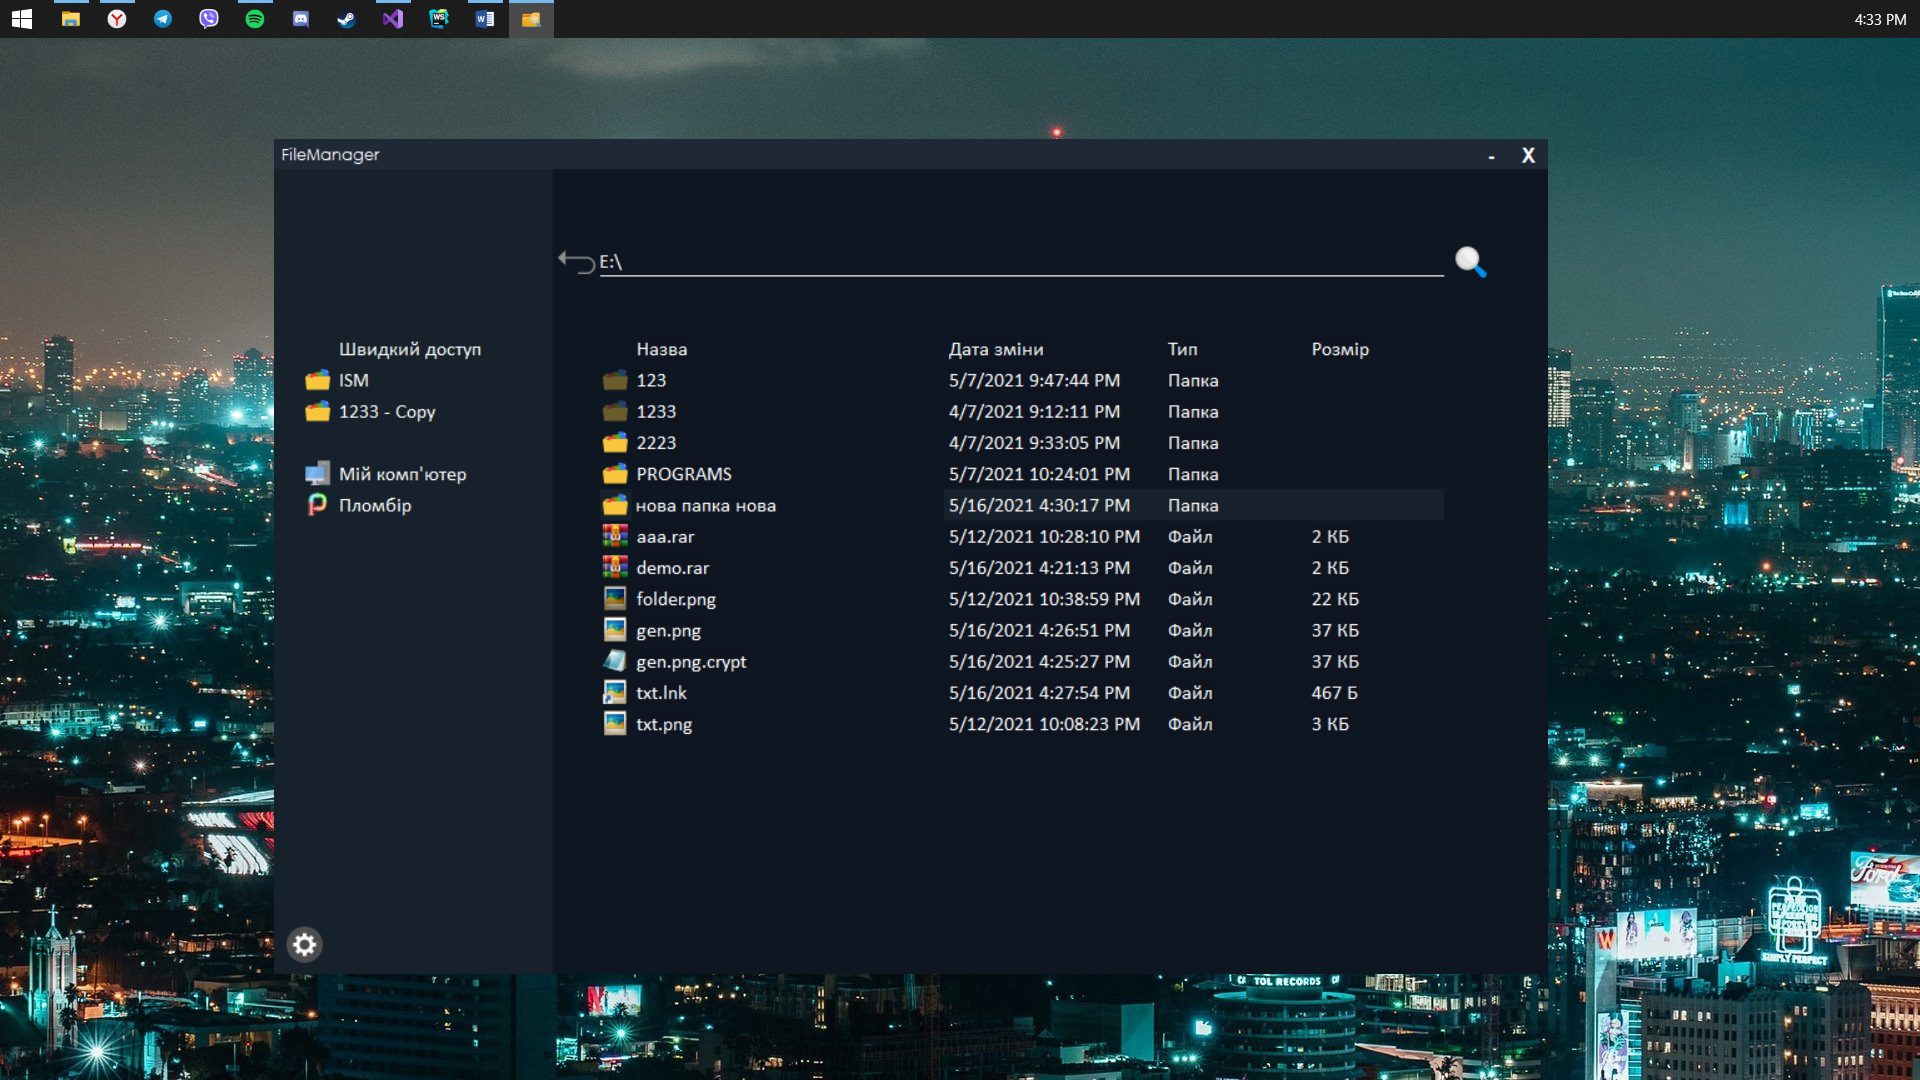 4:33 PM
FileManager
- X
E:\
Швидкий доступ
ISM
1233 - Copy
Мій комп'ютер
Пломбір
Назва Дата зміни Тип Розмір
123 5/7/2021 9:47:44 PM Папка
1233 4/7/2021 9:12:11 PM Папка
2223 4/7/2021 9:33:05 PM Папка
PROGRAMS 5/7/2021 10:24:01 PM Папка
нова папка нова 5/16/2021 4:30:17 PM Папка
aaa.rar 5/12/2021 10:28:10 PM Файл 2 КБ
demo.rar 5/16/2021 4:21:13 PM Файл 2 КБ
folder.png 5/12/2021 10:38:59 PM Файл 22 КБ
gen.png 5/16/2021 4:26:51 PM Файл 37 КБ
gen.png.crypt 5/16/2021 4:25:27 PM Файл 37 КБ
txt.lnk 5/16/2021 4:27:54 PM Файл 467 Б
txt.png 5/12/2021 10:08:23 PM Файл 3 КБ
Ford
W
SIMPLY PERFECT
TOL RECORDS